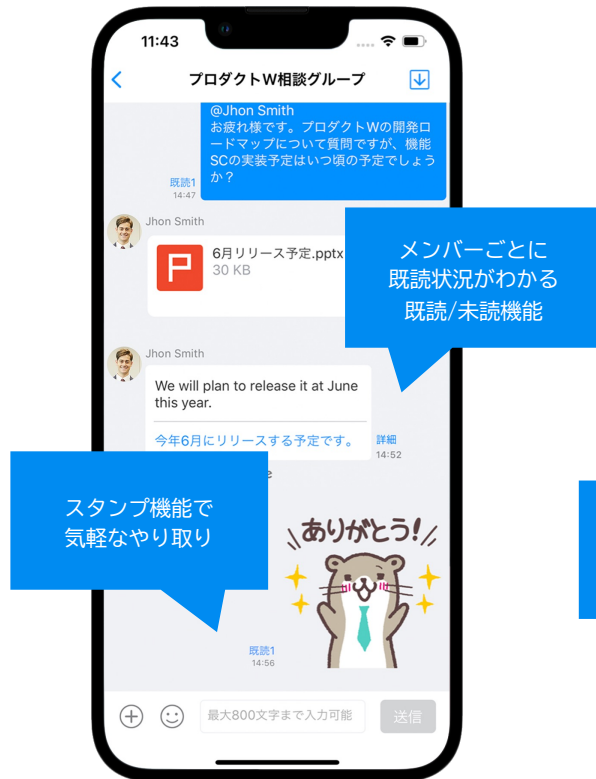 11:43
プロダクトW相談グループ
@Jhon Smith
お疲れ様です。プロダクトWの開発ロ
ードマップについて質問ですが、機能
SCの実装予定はいつ頃の予定でしょう
か？
既読1
14:47
Jhon Smith
6月リリース予定.pptx
30 KB
メンバーごとに
既読状況がわかる
既読/未読機能
Jhon Smith
We will plan to release it at June
this year.
今年6月にリリースする予定です。
詳細
14:52
スタンプ機能で
気軽なやり取り
ありがとう!
既読1
14:56
最大800文字まで入力可能
送信